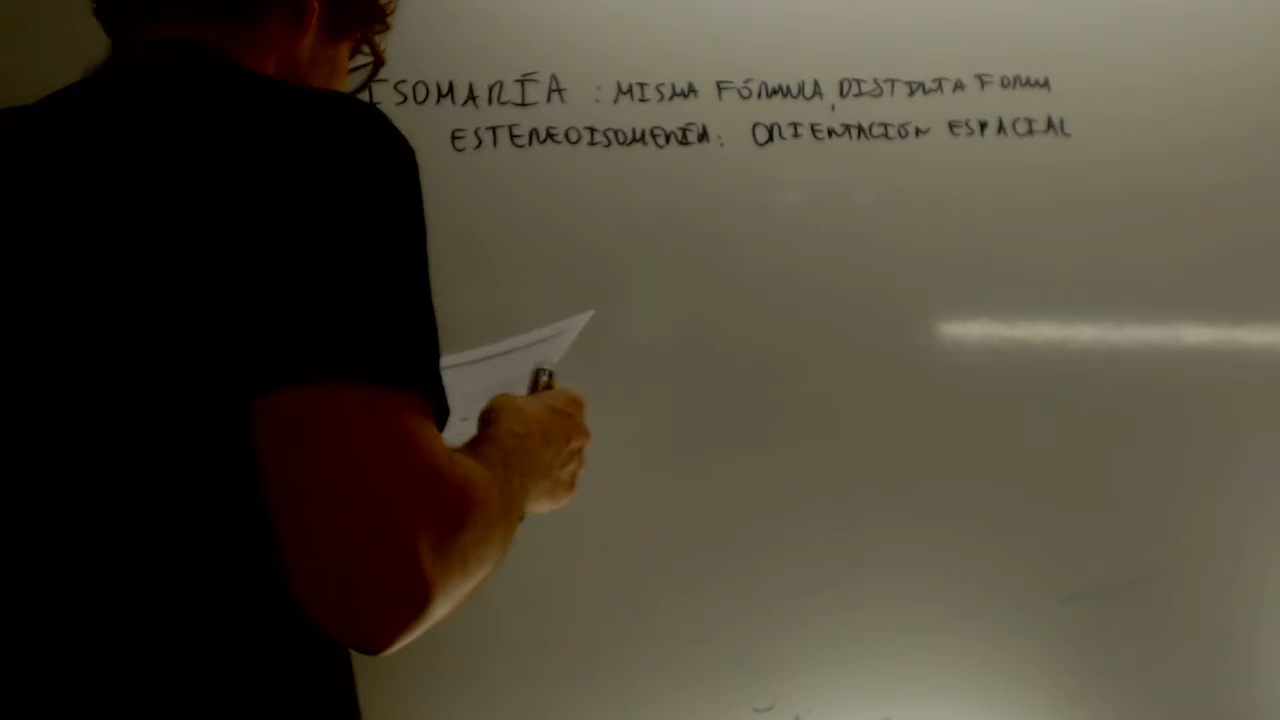 ISOMARÍA : MISMA FÓRMULA, DISTINTA FORMA
ESTEREOISOMERÍA: ORIENTACIÓN ESPACIAL